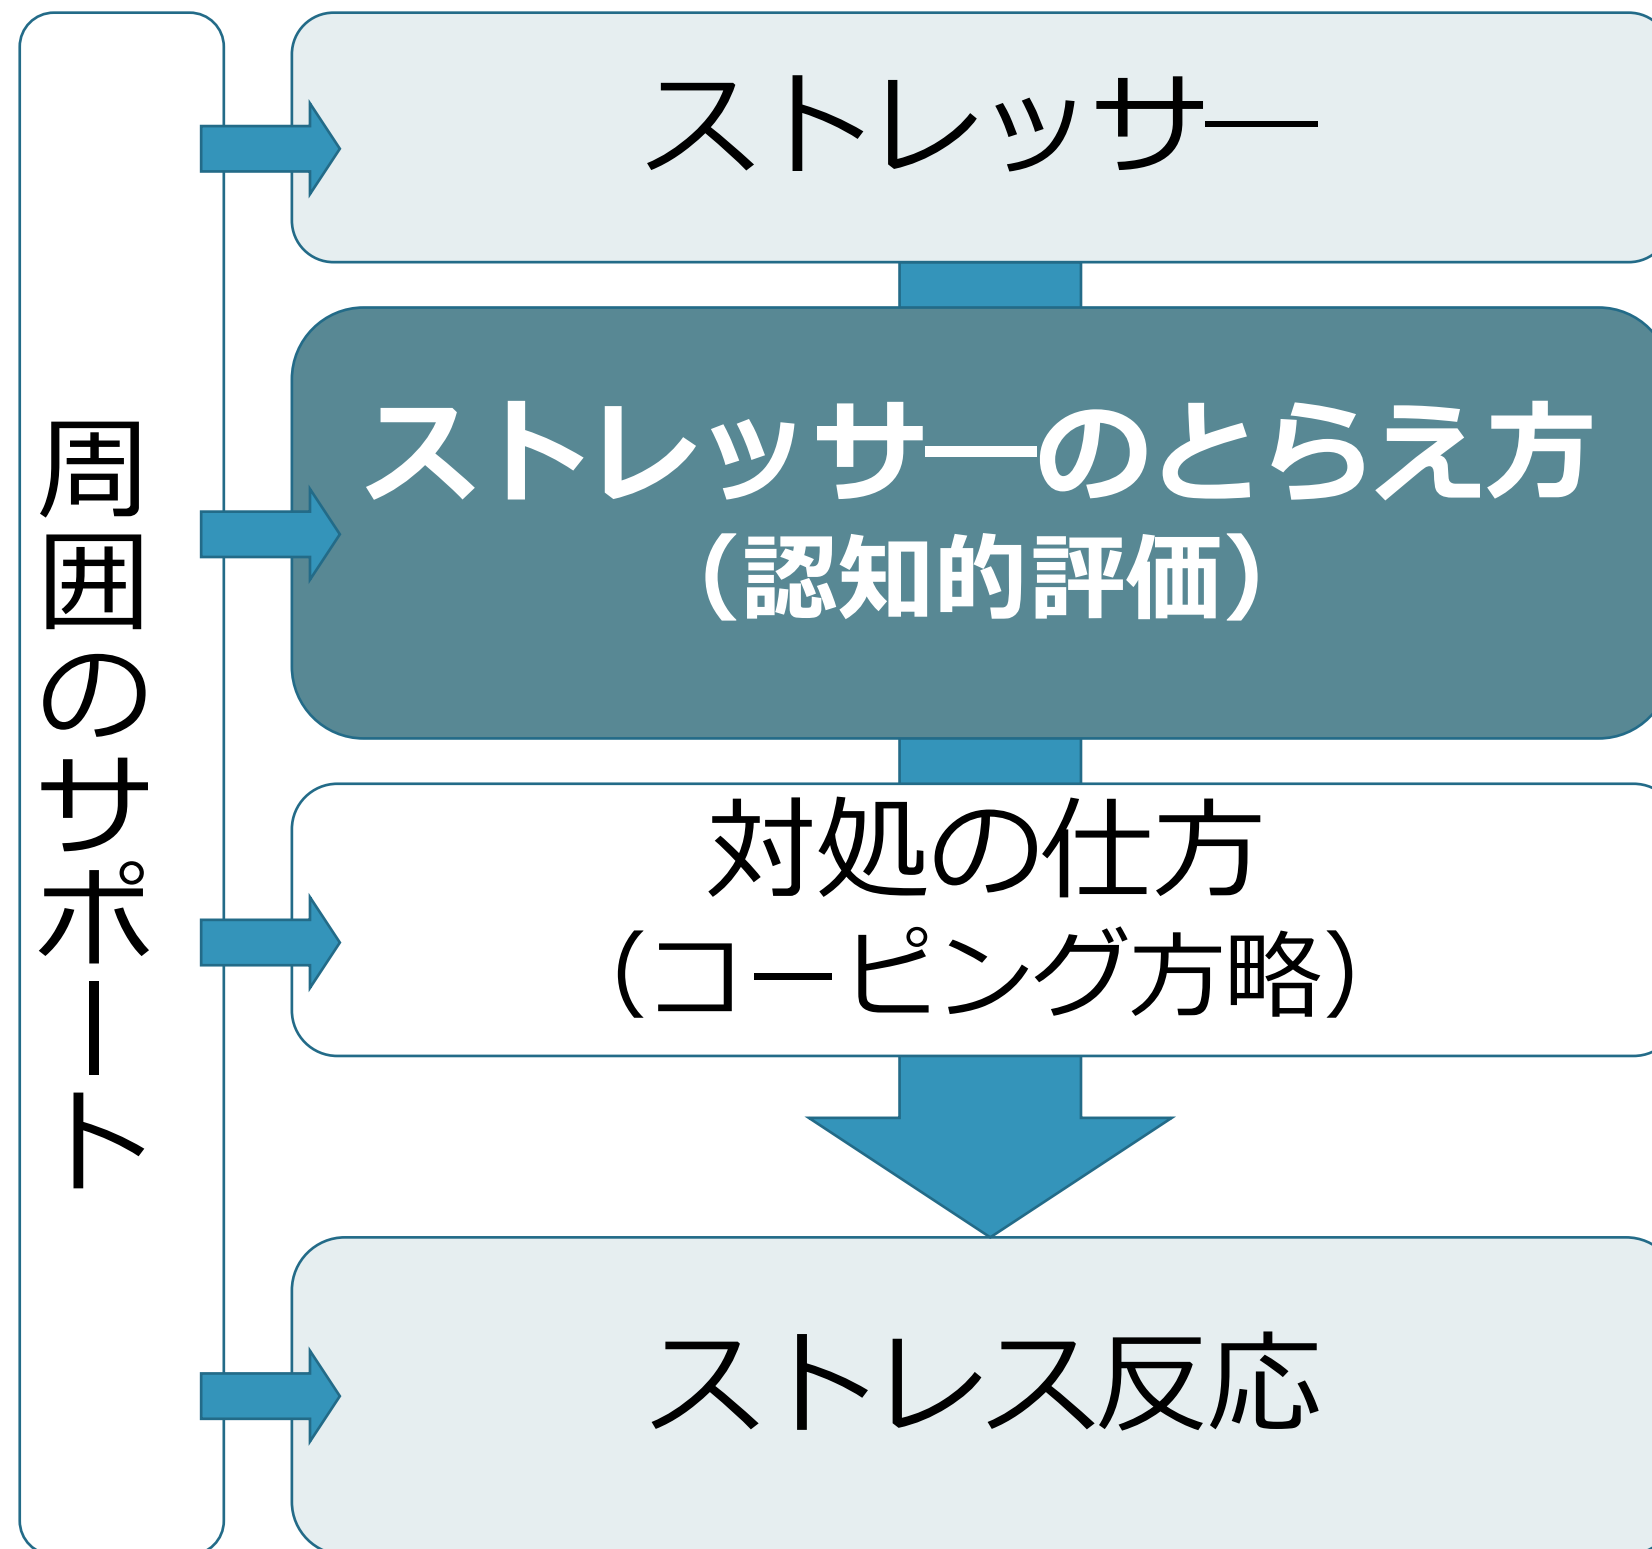 ストレッサー
ストレッサーのとらえ方
（認知的評価）
対処の仕方
（コーピング方略）
ストレス反応
周囲のサポート